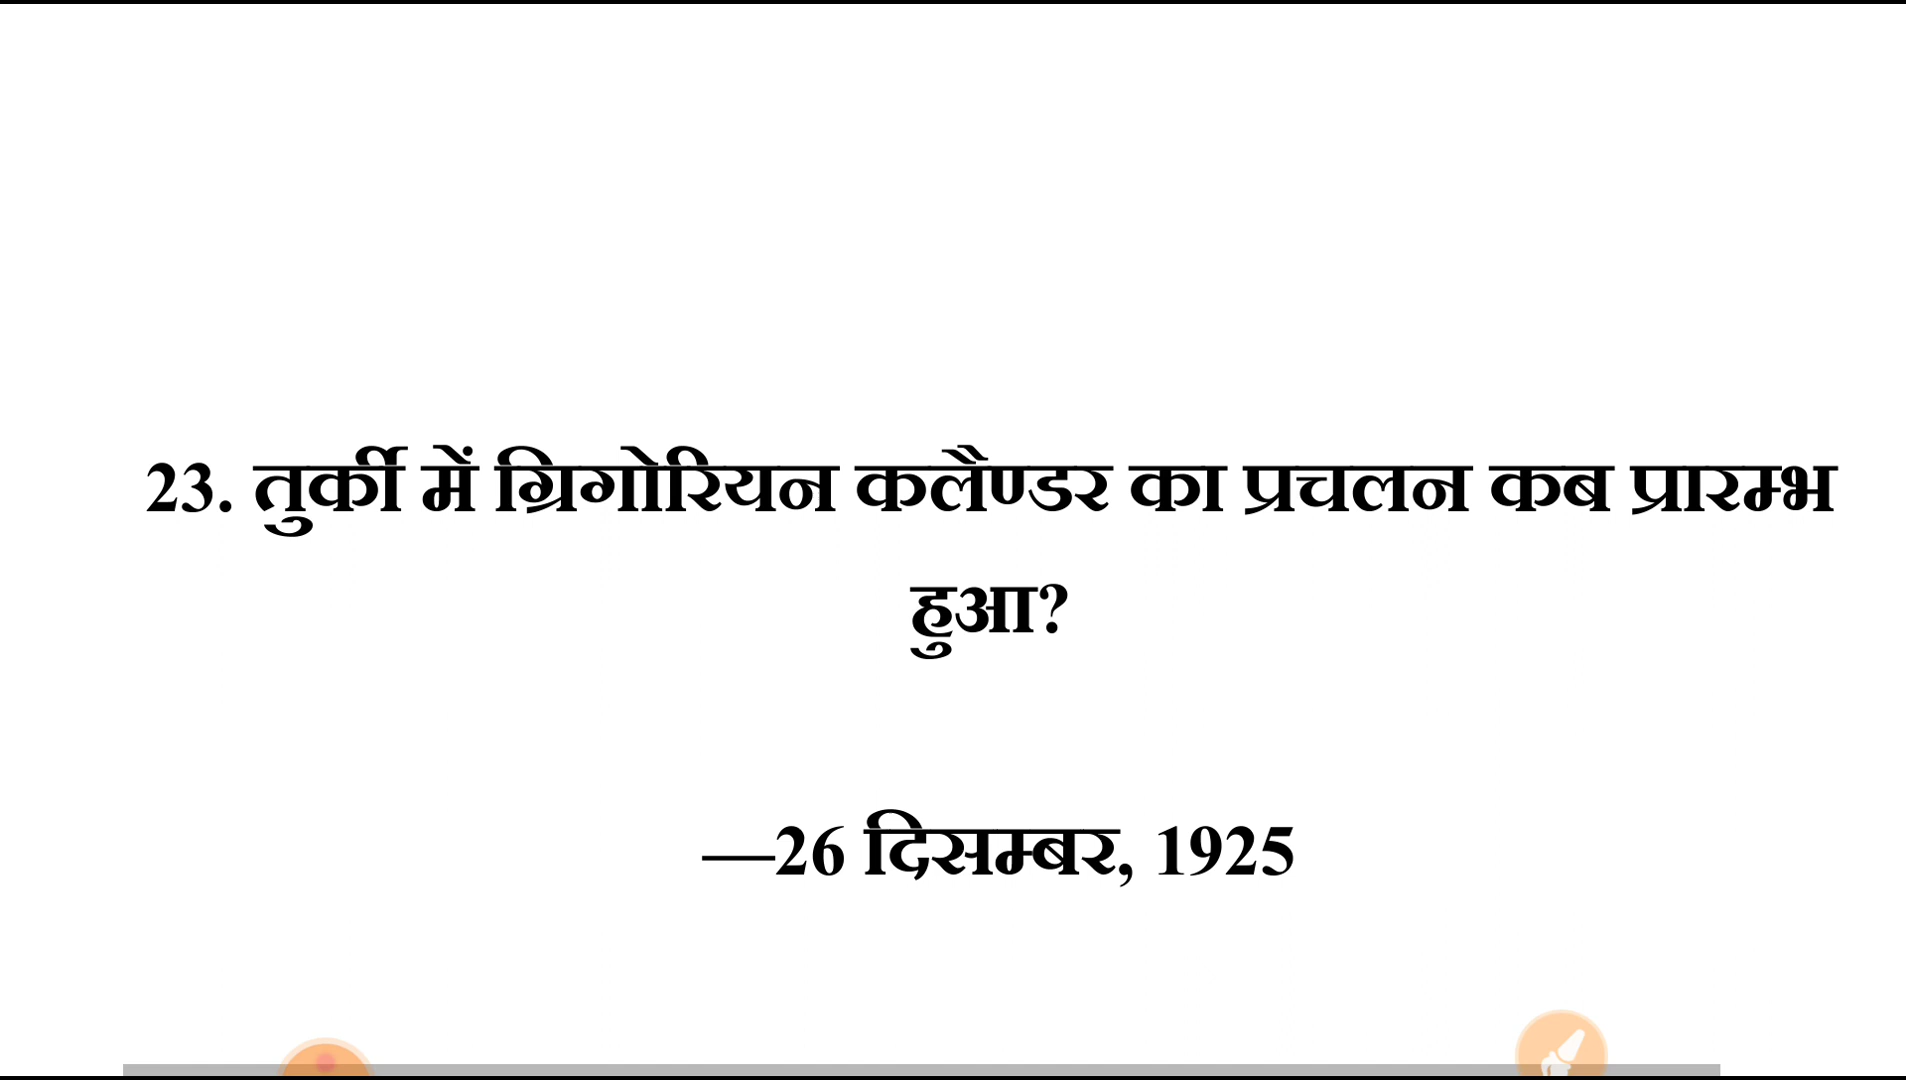 23. तुर्की में ग्रिगोरियन कलैण्डर का प्रचलन कब प्रारम्भ
हुआ?
—26 दिसम्बर, 1925